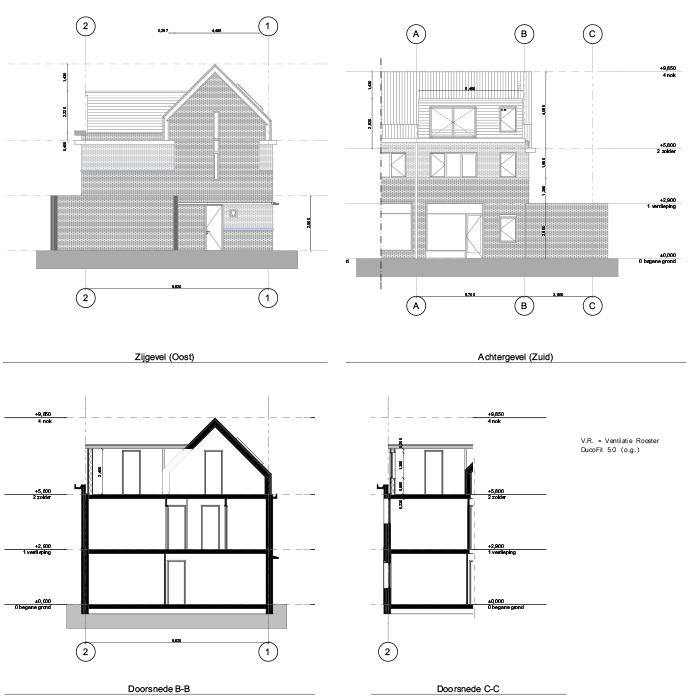 2
1
2
1
Zijgevel (Oost)
A
B
C
+9,850
4 nok
+5,800
2 zolder
+2,900
1 verdieping
±0,000
0 begane grond
A
B
C
Achtergevel (Zuid)
+9,850
4 nok
+5,800
2 zolder
+2,900
1 verdieping
±0,000
0 begane grond
2
1
Doorsnede B-B
+9,850
4 nok
+5,800
2 zolder
+2,900
1 verdieping
±0,000
0 begane grond
2
Doorsnede C-C
V.R. = Ventilatie Rooster
DucoFit 50 (o.g.)